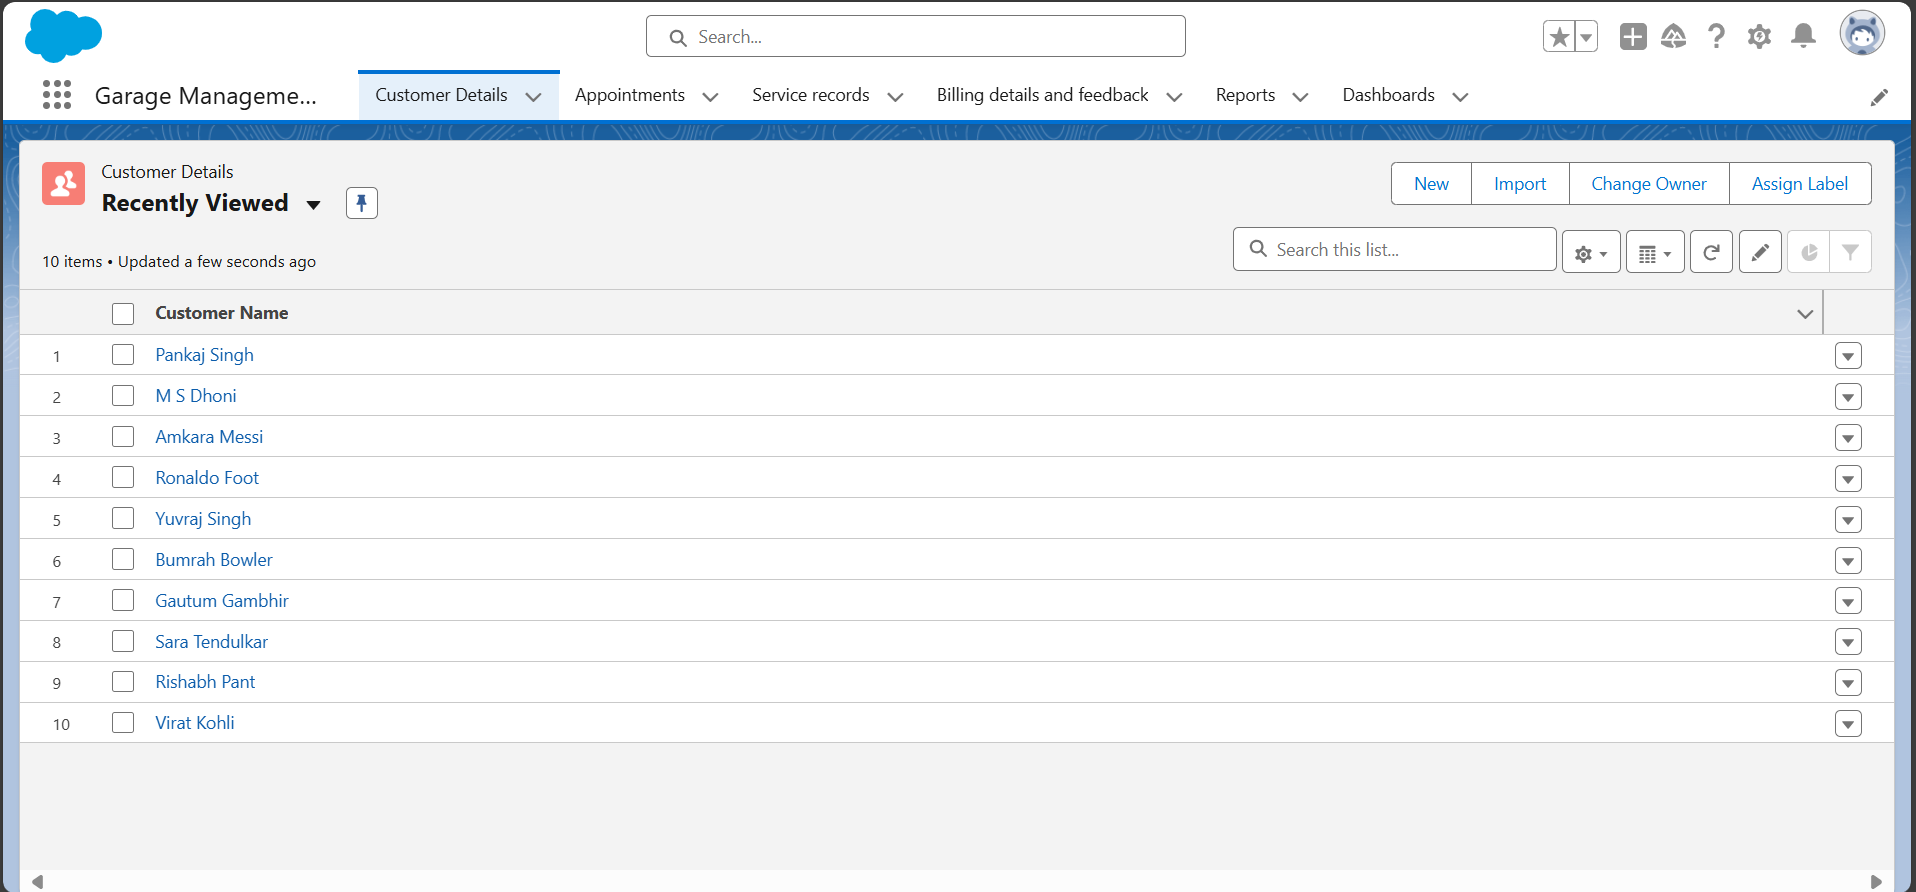 Search...
Garage Manageme...
Customer Details
Appointments
Service records
Billing details and feedback
Reports
Dashboards
Customer Details
Recently Viewed
New
Import
Change Owner
Assign Label
10 items • Updated a few seconds ago
Search this list...
Customer Name
1 Pankaj Singh
2 M S Dhoni
3 Amkara Messi
4 Ronaldo Foot
5 Yuvraj Singh
6 Bumrah Bowler
7 Gautum Gambhir
8 Sara Tendulkar
9 Rishabh Pant
10 Virat Kohli